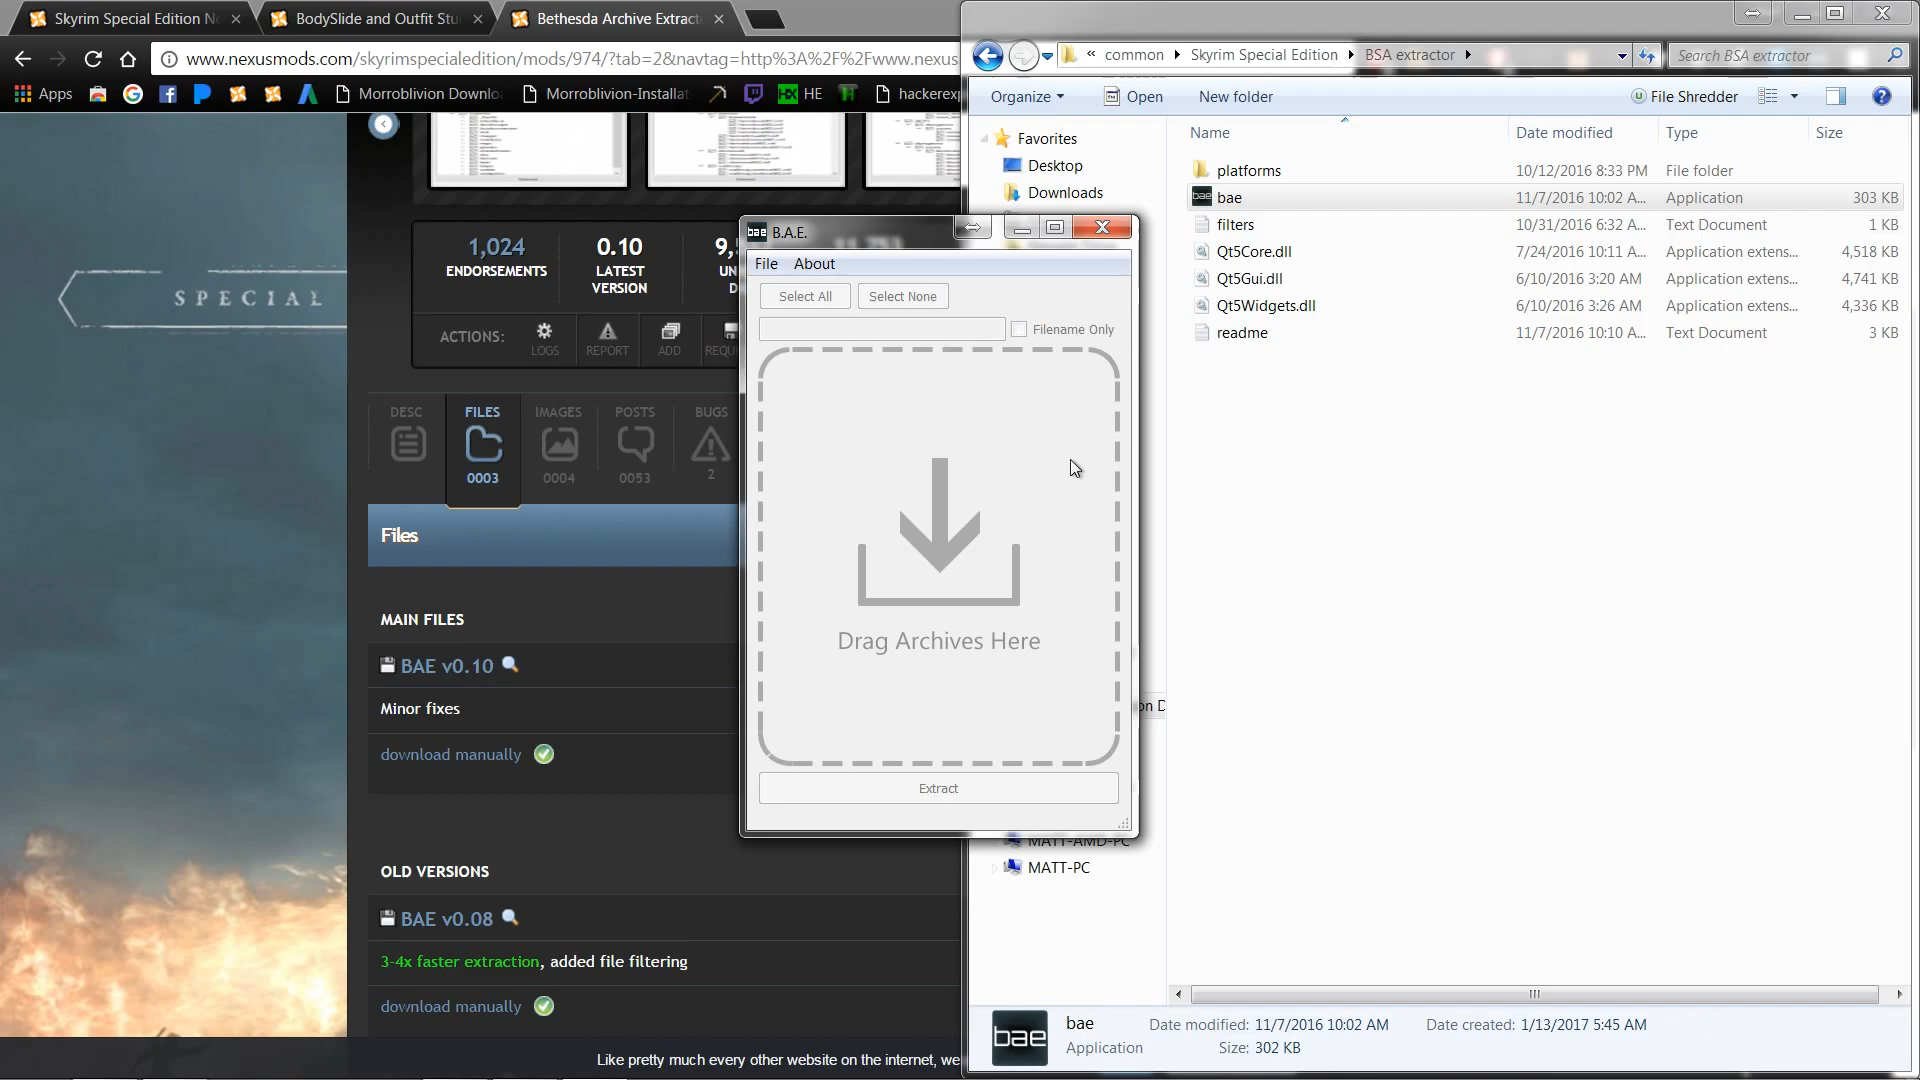 Skyrim Special Edition Ne
BodySlide and Outfit Stu
Bethesda Archive Extracto
www.nexusmods.com/skyrimspecialedition/mods/974/?tab=2&navtag=http%3A%2F%2Fwww.nexus
Apps
Morroblivion Downlo
Morroblivion-Installat
HE
hackerexp
SPECIAL
1,024
ENDORSEMENTS
0.10
LATEST
VERSION
ACTIONS:
LOGS
REPORT
ADD
DESC
FILES
0003
IMAGES
0004
POSTS
0053
BUGS
2
Files
MAIN FILES
BAE v0.10
Minor fixes
download manually
OLD VERSIONS
BAE v0.08
3-4x faster extraction, added file filtering
download manually
Like pretty much every other website on the internet, we
bae B.A.E.
File About
Select All Select None
Filename Only
Drag Archives Here
Extract
« common Skyrim Special Edition BSA extractor
Search BSA extractor
Organize Open New folder File Shredder
Favorites
Desktop
Downloads
on D
MATT-AMD-PC
MATT-PC
Name Date modified Type Size
platforms 10/12/2016 8:33 PM File folder
bae 11/7/2016 10:02 A... Application 303 KB
filters 10/31/2016 6:32 A... Text Document 1 KB
Qt5Core.dll 7/24/2016 10:11 A... Application extens... 4,518 KB
Qt5Gui.dll 6/10/2016 3:20 AM Application extens... 4,741 KB
Qt5Widgets.dll 6/10/2016 3:26 AM Application extens... 4,336 KB
readme 11/7/2016 10:10 A... Text Document 3 KB
bae
bae Date modified: 11/7/2016 10:02 AM Date created: 1/13/2017 5:45 AM
Application Size: 302 KB